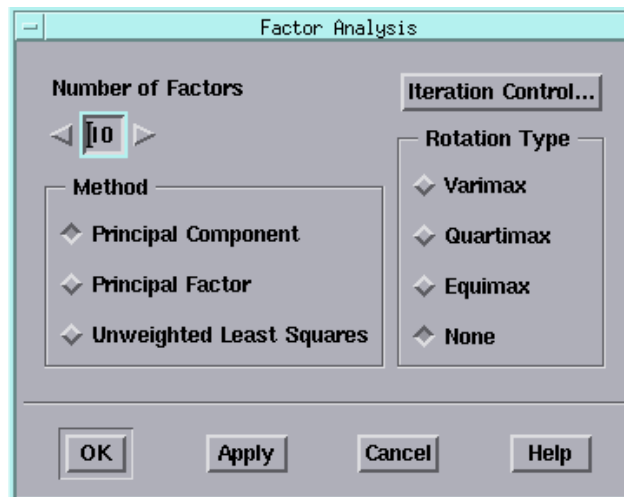 Factor Analysis
Number of Factors
10
Iteration Control...
Rotation Type
Varimax
Quartimax
Equimax
None
Method
Principal Component
Principal Factor
Unweighted Least Squares
OK
Apply
Cancel
Help